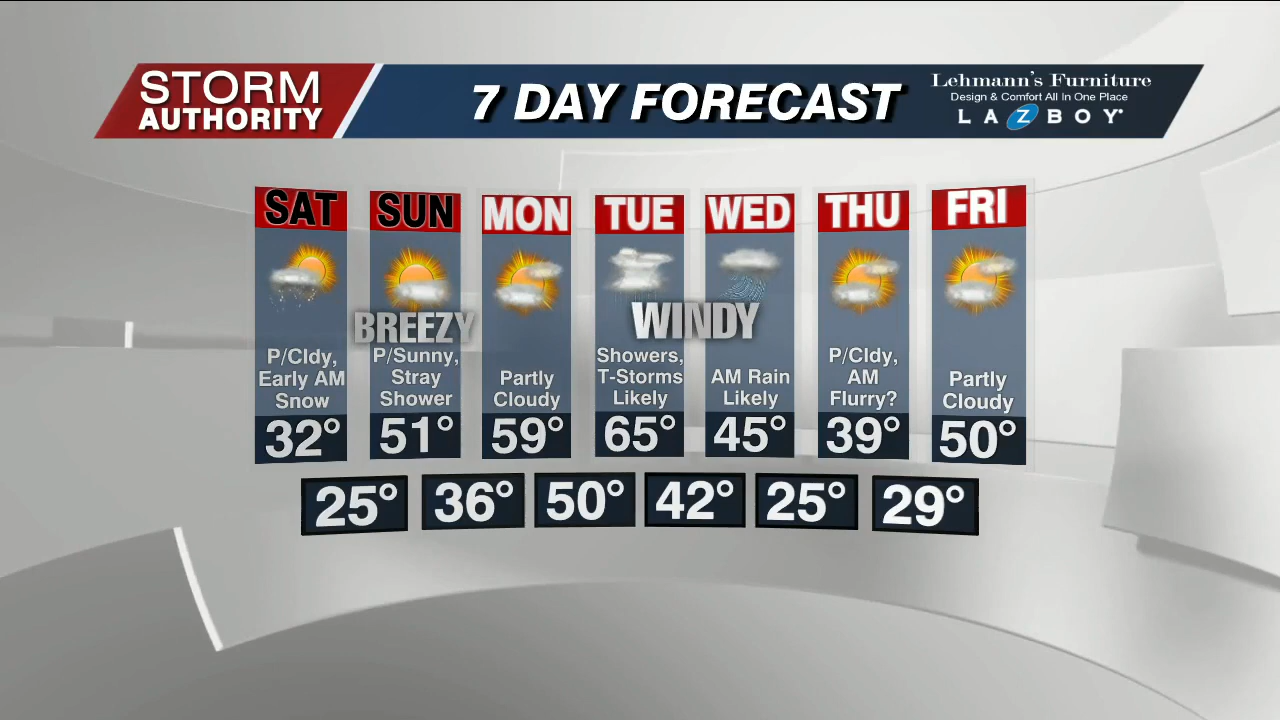 STORM
AUTHORITY
7 DAY FORECAST
Lehmann's Furniture
Design & Comfort All In One Place
LAZBOY®
SAT
P/Cldy,
Early AM
Snow
32°
SUN
BREEZY
P/Sunny,
Stray
Shower
51°
MON
Partly
Cloudy
59°
TUE
WINDY
Showers,
T-Storms
Likely
65°
WED
AM Rain
Likely
45°
THU
P/Cldy,
AM
Flurry?
39°
FRI
Partly
Cloudy
50°
25°
36°
50°
42°
25°
29°